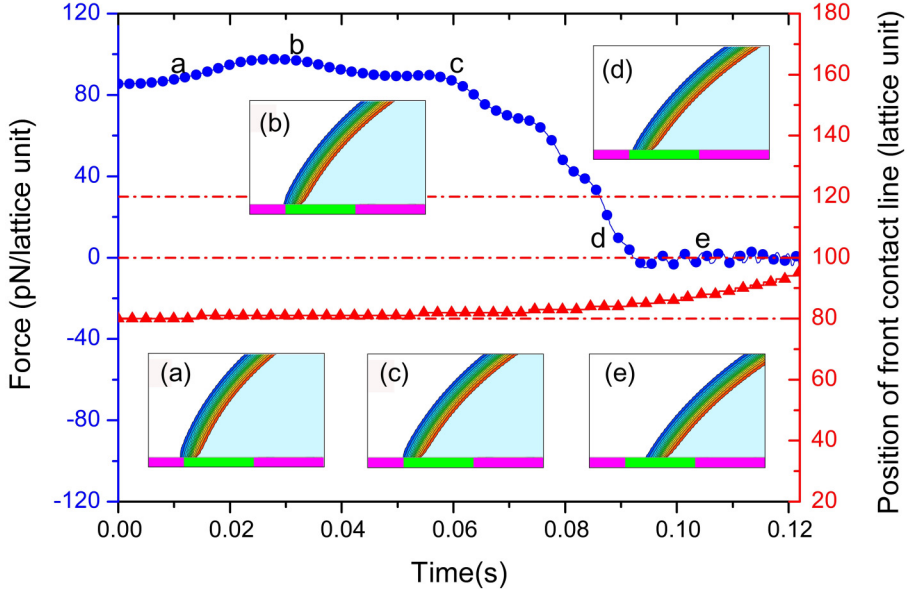 120
80
40
0
-40
-80
-120
Force (pN/lattice unit)
180
160
140
120
100
80
60
40
20
Position of front contact line (lattice unit)
a
b
c
d
e
(b)
(d)
(a)
(c)
(e)
0.00
0.02
0.04
0.06
0.08
0.10
0.12
Time(s)